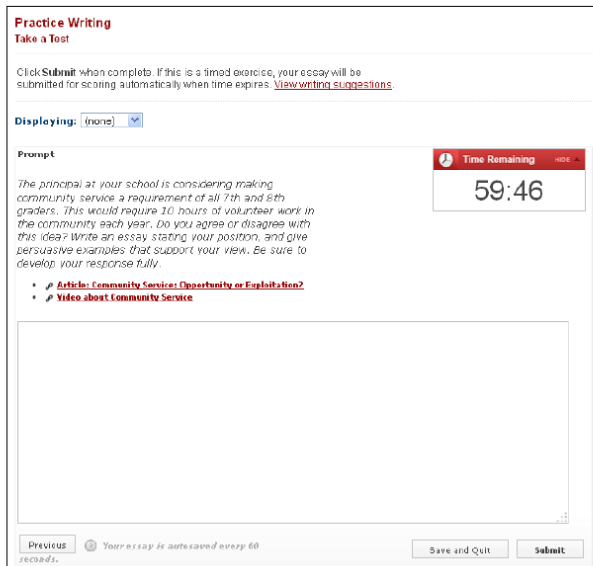 Practice Writing
Take a Test
Click Submit when complete. If this is a timed exercise, your essay will be
submitted for scoring automatically when time expires. View writing suggestions.
Displaying: (none)
Prompt
Time Remaining HIDE
59:46
The principal at your school is considering making
community service a requirement of all 7th and 8th
graders. This would require 10 hours of volunteer work in
the community each year. Do you agree or disagree with
this idea? Write an essay stating your position, and give
persuasive examples that support your view. Be sure to
develop your response fully.
Article: Community Service: Opportunity or Exploitation?
Video about Community Service
Previous Your essay is autosaved every 60
seconds.
Save and Quit Submit